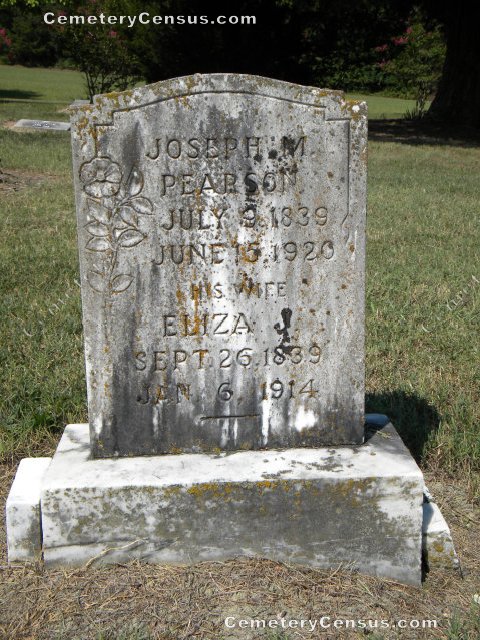 CemeteryCensus.com
JOSEPH M.
PEARSON
JULY 9, 1839
JUNE 15, 1920
HIS WIFE
ELIZA J.
SEPT. 26, 1839
JAN. 6, 1914
CemeteryCensus.com